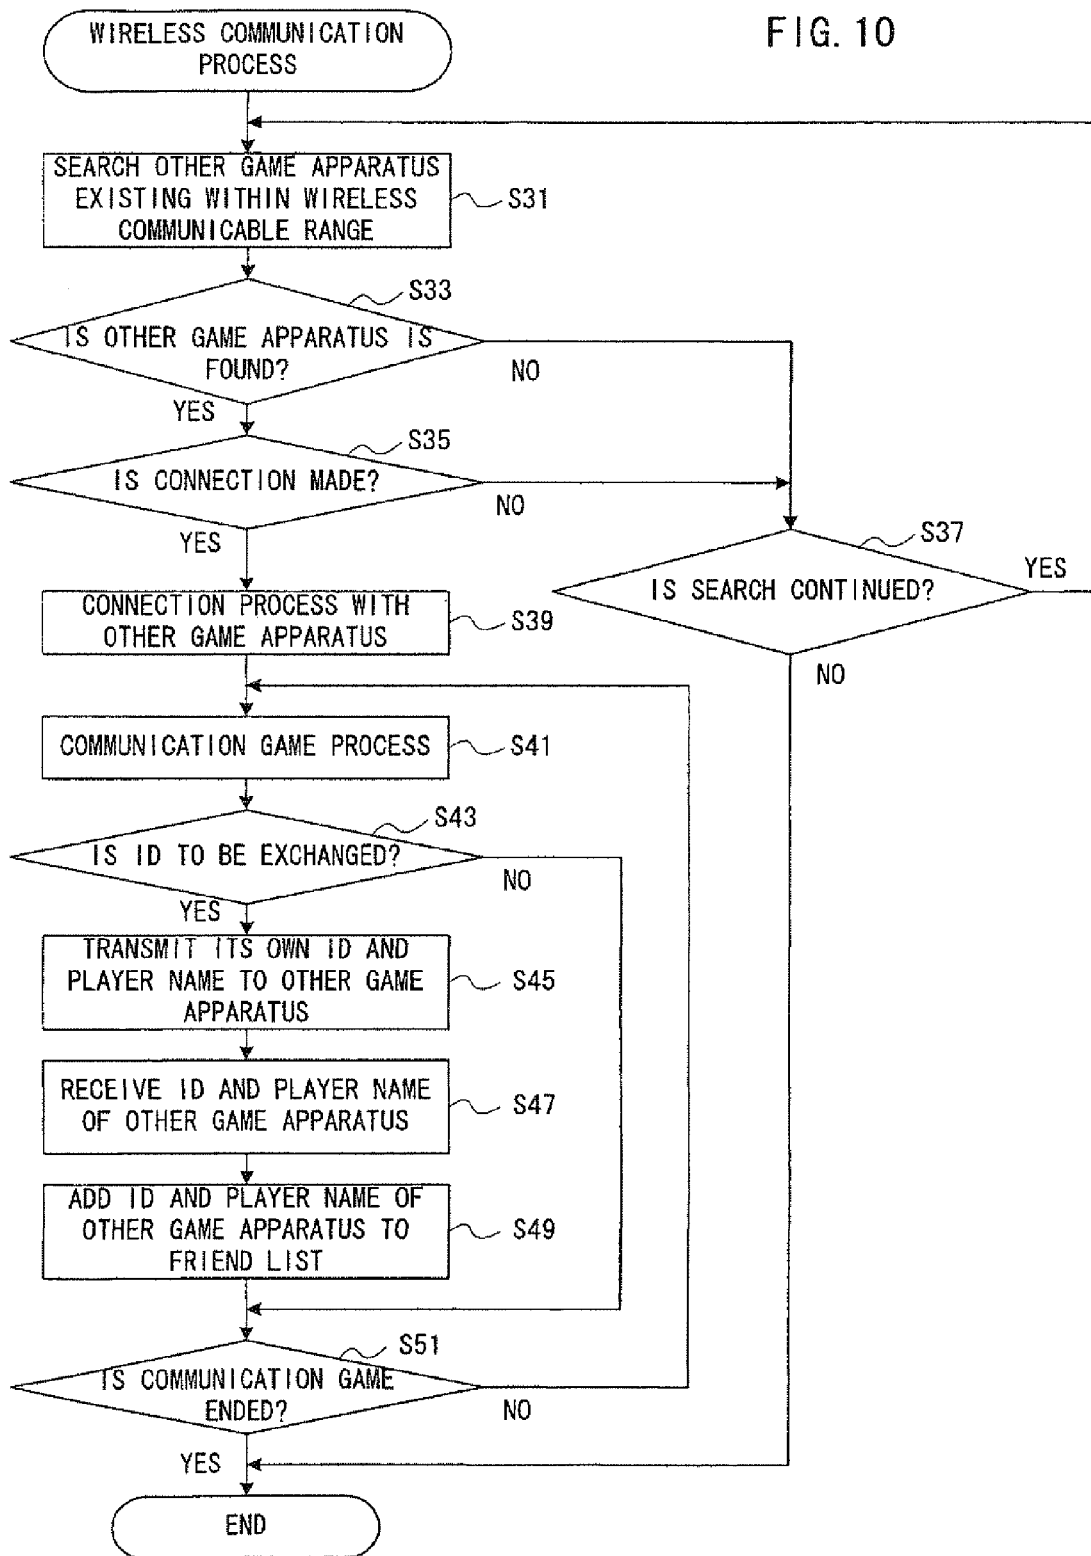 FIG. 10
WIRELESS COMMUNICATION
PROCESS
SEARCH OTHER GAME APPARATUS
EXISTING WITHIN WIRELESS
COMMUNICABLE RANGE
S31
S33
IS OTHER GAME APPARATUS IS
FOUND?
NO
YES
S35
IS CONNECTION MADE?
NO
YES
S37
IS SEARCH CONTINUED?
YES
NO
CONNECTION PROCESS WITH
OTHER GAME APPARATUS
S39
COMMUNICATION GAME PROCESS
S41
S43
IS ID TO BE EXCHANGED?
NO
YES
TRANSMIT ITS OWN ID AND
PLAYER NAME TO OTHER GAME
APPARATUS
S45
RECEIVE ID AND PLAYER NAME
OF OTHER GAME APPARATUS
S47
ADD ID AND PLAYER NAME OF
OTHER GAME APPARATUS TO
FRIEND LIST
S49
S51
IS COMMUNICATION GAME
ENDED?
NO
YES
END